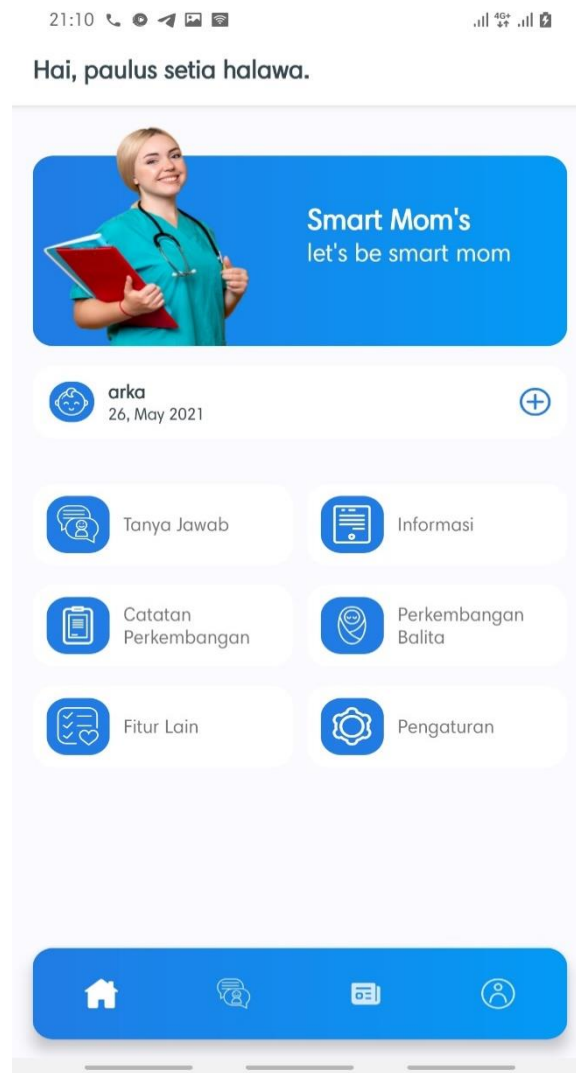 21:10
4G+
Hai, paulus setia halawa.
Smart Mom's
let's be smart mom
arka
26, May 2021
Tanya Jawab
Informasi
Catatan
Perkembangan
Perkembangan
Balita
Fitur Lain
Pengaturan